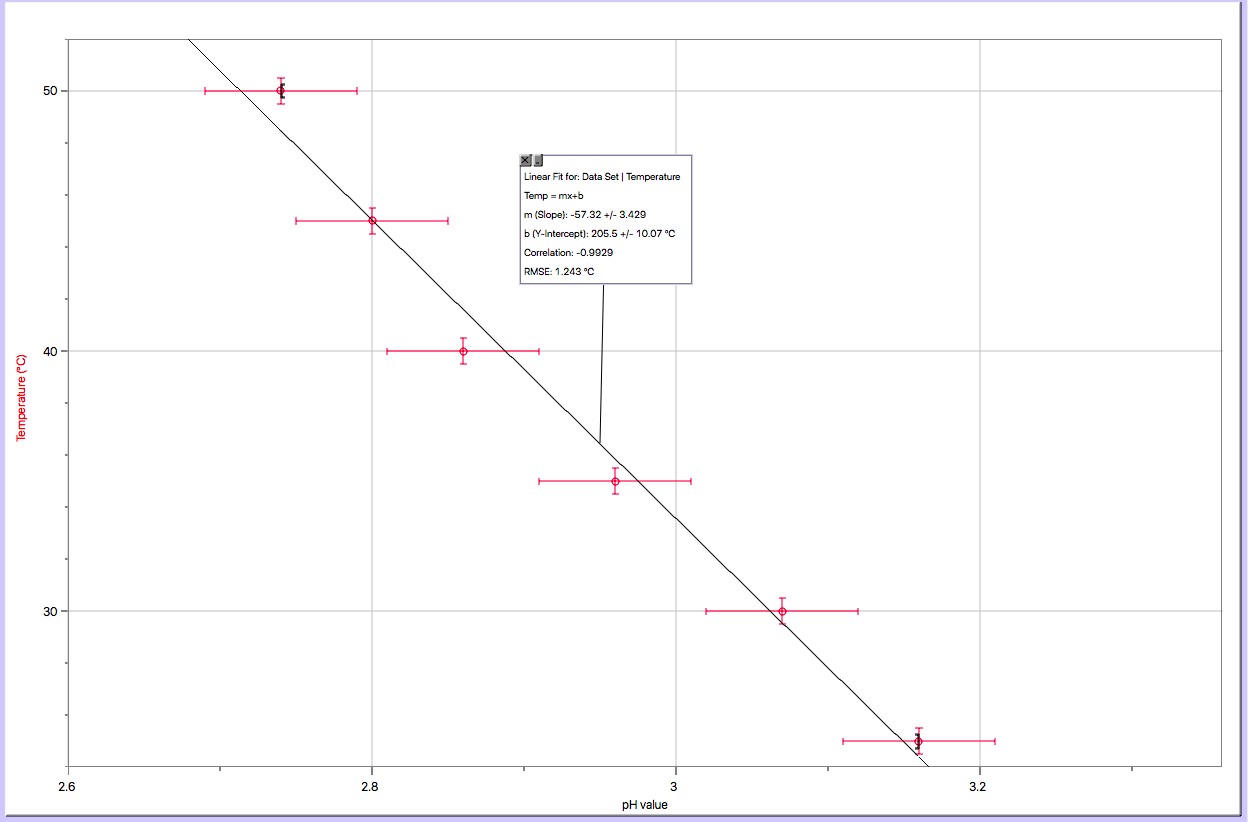 50
Linear Fit for: Data Set | Temperature
Temp = mx+b
m (Slope): -57.32 +/- 3.429
b (Y-Intercept): 205.5 +/- 10.07 °C
Correlation: -0.9929
RMSE: 1.243 °C
40
Temperature (°C)
30
2.6 2.8 3 3.2
pH value